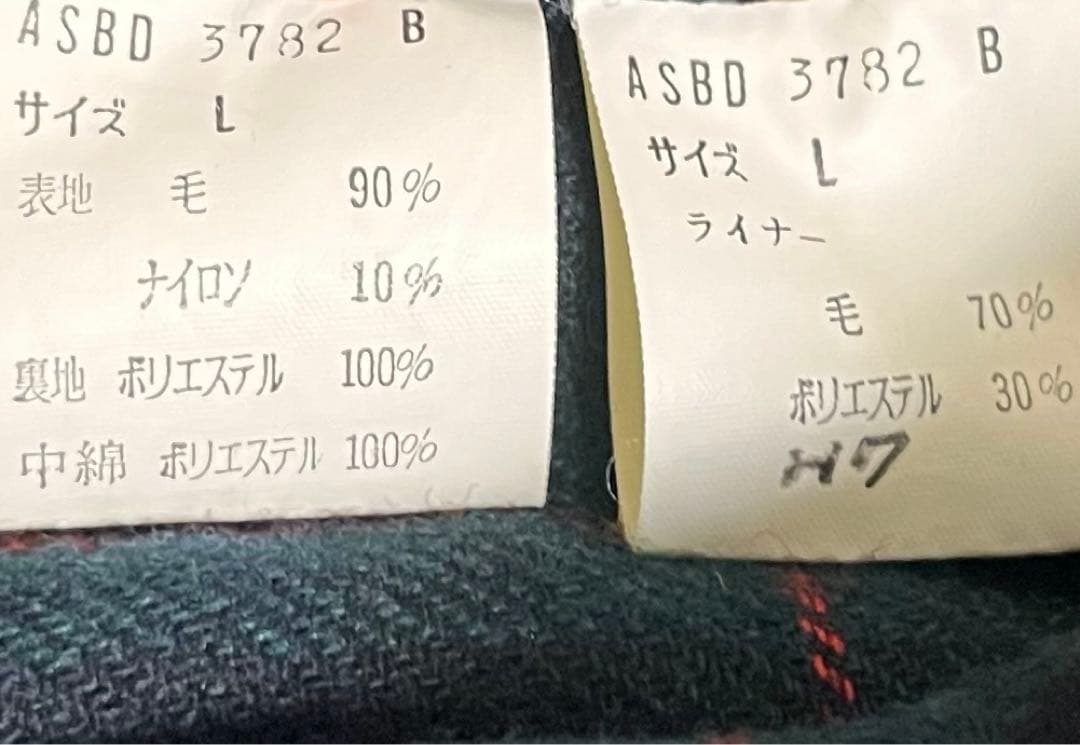 ASBD 3782 B
サイズ L
表地 毛 90%
ナイロン 10%
裏地 ポリエステル 100%
中綿 ポリエステル 100%
ASBD 3782 B
サイズ L
ライナー
毛 70%
ポリエステル 30%